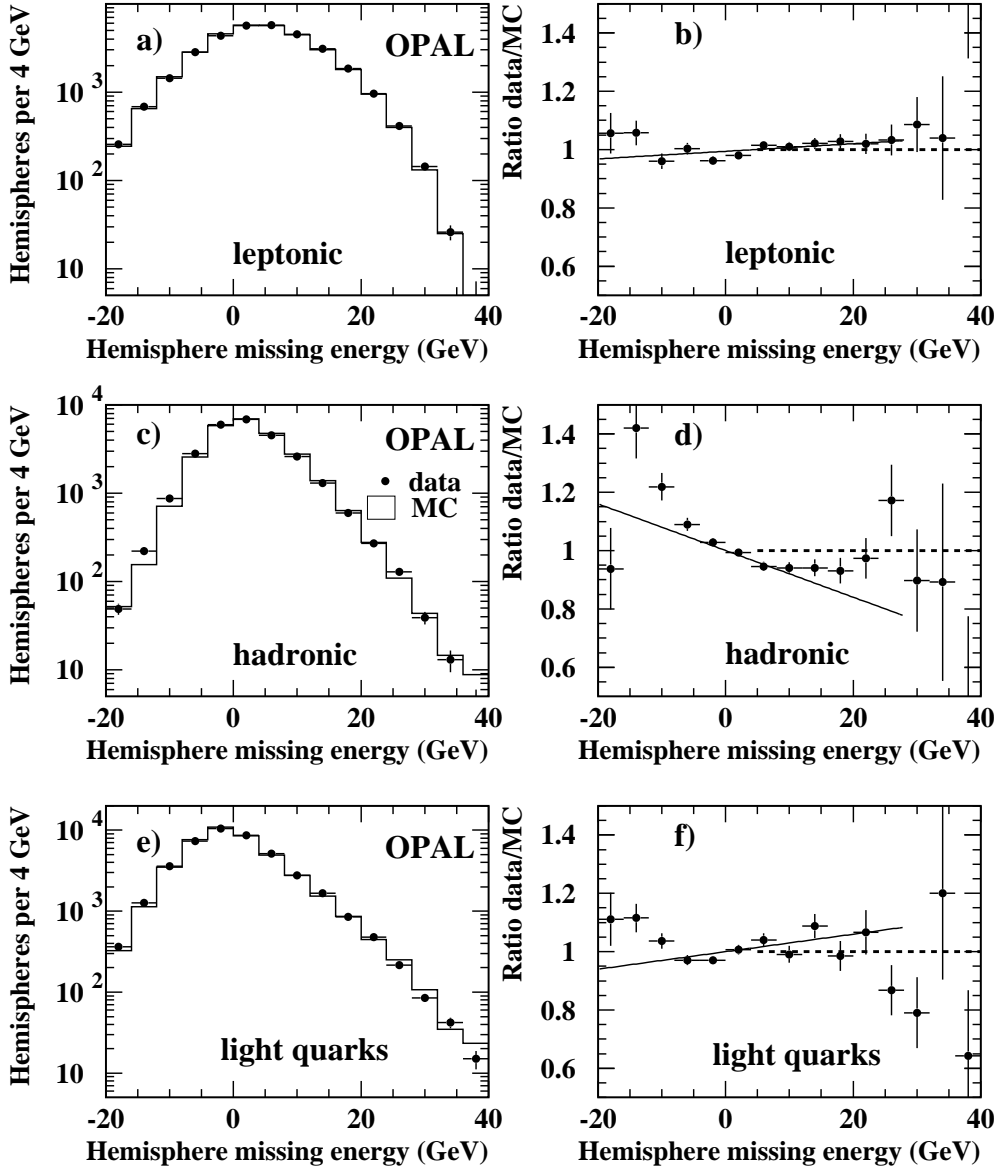 a)
OPAL
Hemispheres per 4 GeV
10 3
10 2
10
leptonic
-20 0 20 40
Hemisphere missing energy (GeV)
b)
Ratio data/MC
1.4
1.2
1
0.8
0.6
leptonic
-20 0 20 40
Hemisphere missing energy (GeV)
c)
OPAL
data
MC
Hemispheres per 4 GeV
10 4
10 3
10 2
10
hadronic
-20 0 20 40
Hemisphere missing energy (GeV)
d)
Ratio data/MC
1.4
1.2
1
0.8
0.6
hadronic
-20 0 20 40
Hemisphere missing energy (GeV)
e)
OPAL
Hemispheres per 4 GeV
10 4
10 3
10 2
10
light quarks
-20 0 20 40
Hemisphere missing energy (GeV)
f)
Ratio data/MC
1.4
1.2
1
0.8
0.6
light quarks
-20 0 20 40
Hemisphere missing energy (GeV)